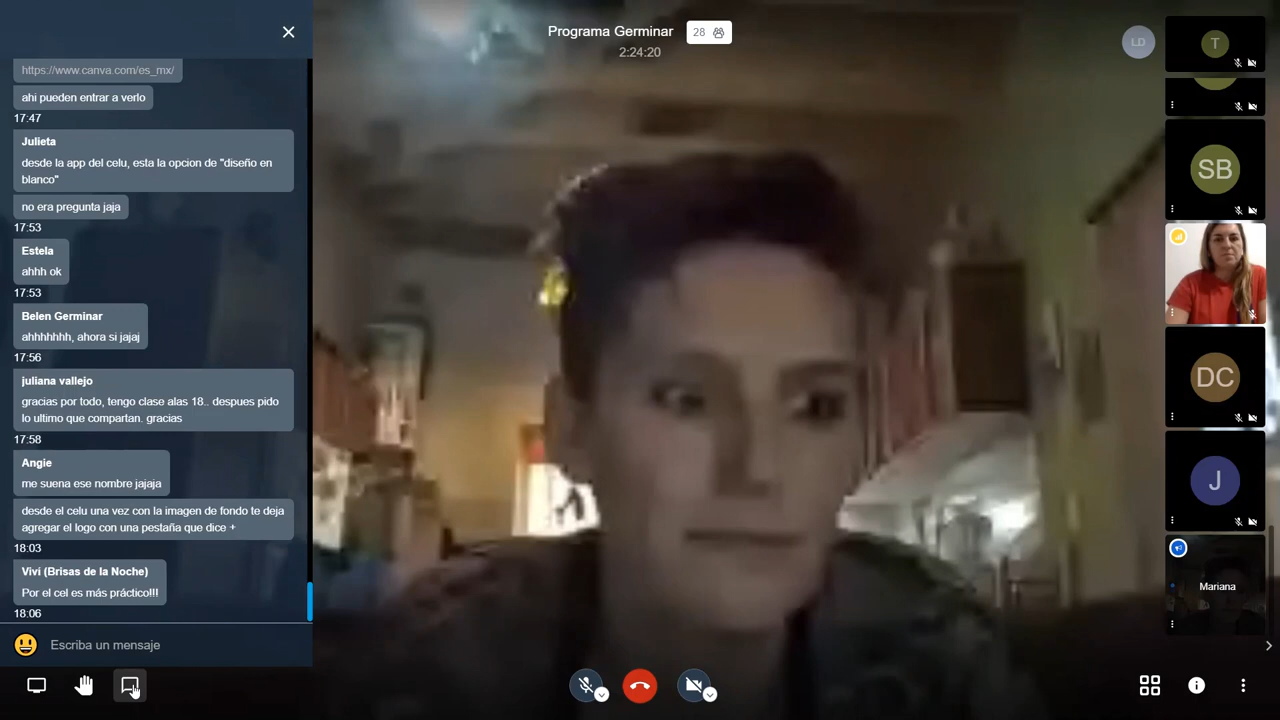 https://www.canva.com/es_mx/
ahi pueden entrar a verlo
17:47
Julieta
desde la app del celu, esta la opcion de "diseño en
blanco"
no era pregunta jaja
17:53
Estela
ahhh ok
17:53
Belen Germinar
ahhhhhhh, ahora si jajaj
17:56
juliana vallejo
gracias por todo, tengo clase alas 18.. despues pido
lo ultimo que compartan. gracias
17:58
Angie
me suena ese nombre jajaja
desde el celu una vez con la imagen de fondo te deja
agregar el logo con una pestaña que dice +
18:03
Vivi (Brisas de la Noche)
Por el cel es más práctico!!!
18:06
Escriba un mensaje
Programa Germinar 28
2:24:20
LD
T
SB
DC
J
Mariana